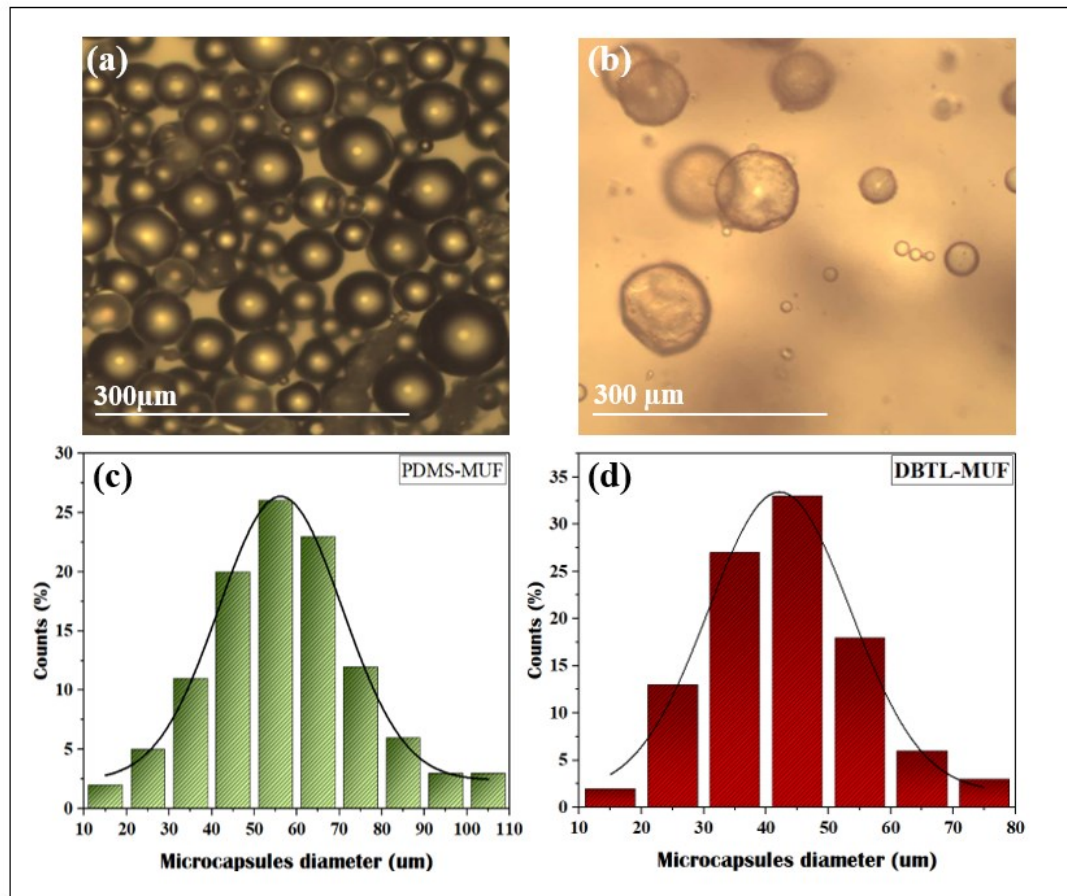 (a)
300μm
(b)
300 μm
(c)
PDMS-MUF
30
25
20
15
10
5
0
Counts (%)
10 20 30 40 50 60 70 80 90 100 110
Microcapsules diameter (um)
(d)
DBTL-MUF
35
30
25
20
15
10
5
0
Counts (%)
10 20 30 40 50 60 70 80
Microcapsules diameter (um)